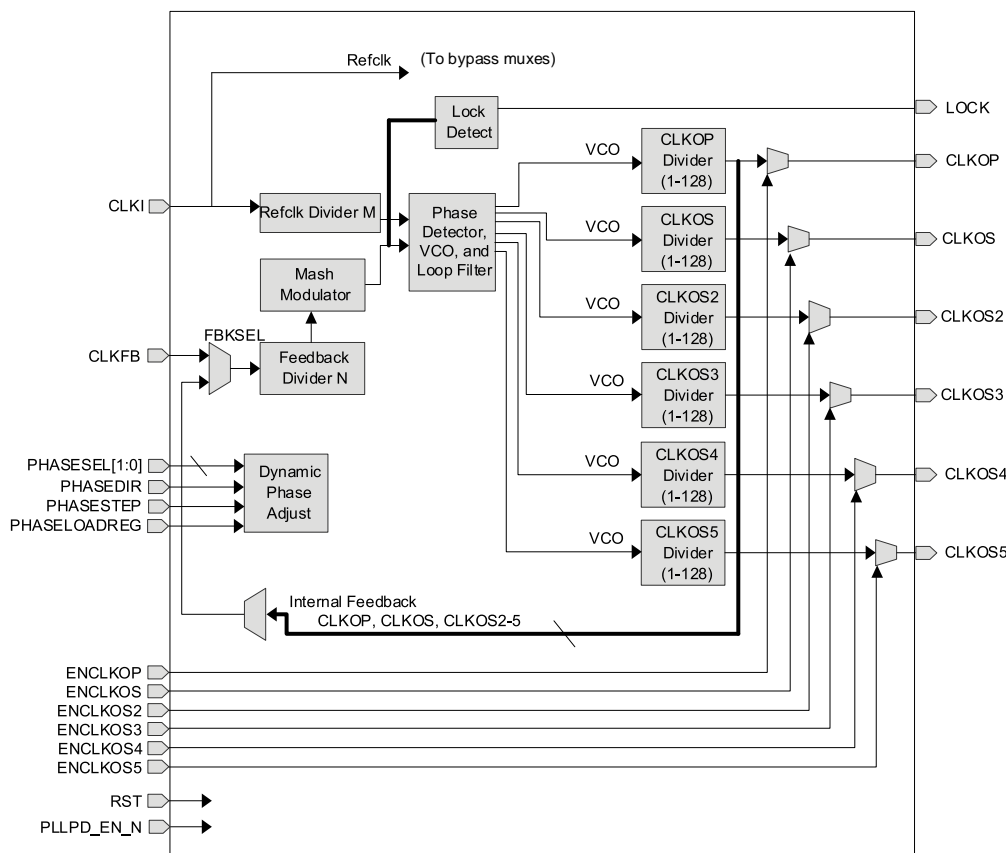 Refclk
(To bypass muxes)
Lock
Detect
LOCK
CLKI
Refclk Divider M
Phase
Detector,
VCO, and
Loop Filter
Mash
Modulator
CLKFB
FBKSEL
Feedback
Divider N
VCO
CLKOP
Divider
(1-128)
CLKOP
VCO
CLKOS
Divider
(1-128)
CLKOS
VCO
CLKOS2
Divider
(1-128)
CLKOS2
VCO
CLKOS3
Divider
(1-128)
CLKOS3
VCO
CLKOS4
Divider
(1-128)
CLKOS4
VCO
CLKOS5
Divider
(1-128)
CLKOS5
PHASESEL[1:0]
PHASEDIR
PHASESTEP
PHASELOADREG
Dynamic
Phase
Adjust
Internal Feedback
CLKOP, CLKOS, CLKOS2-5
ENCLKOP
ENCLKOS
ENCLKOS2
ENCLKOS3
ENCLKOS4
ENCLKOS5
RST
PLLPD_EN_N